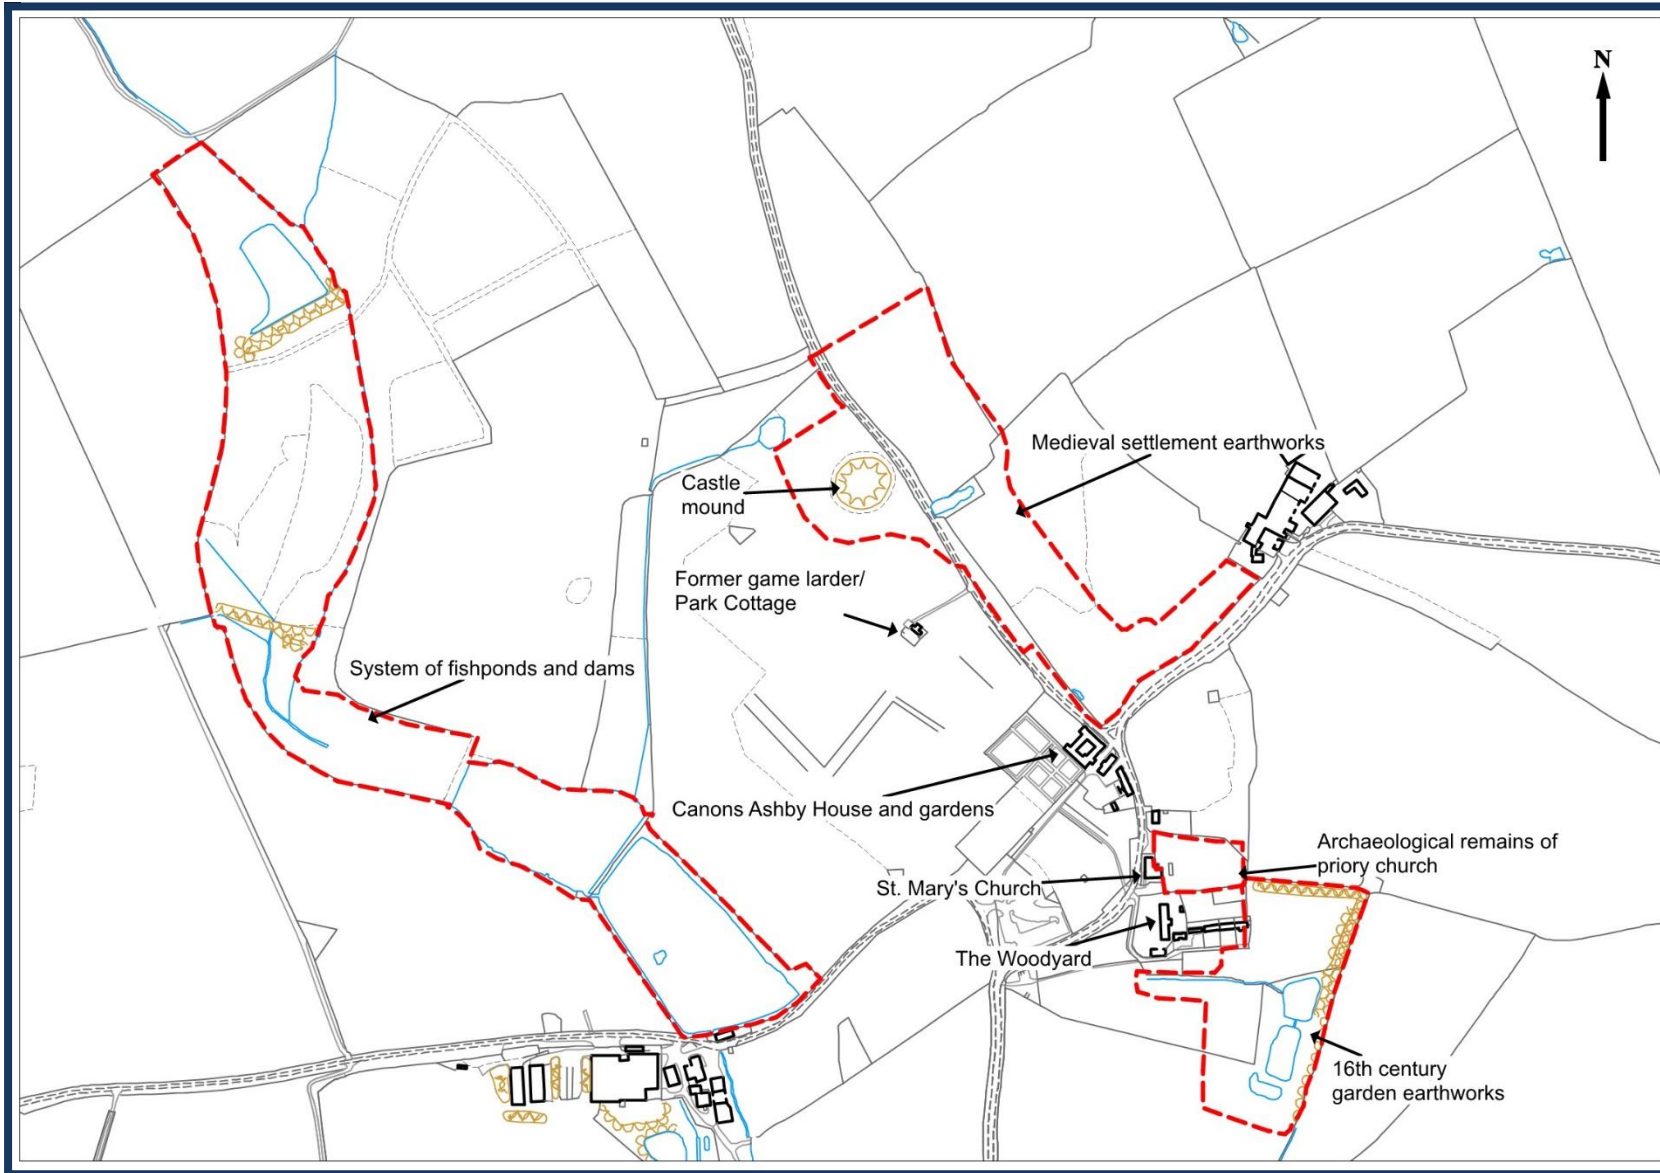 N
Medieval settlement earthworks
Castle
mound
Former game larder/
Park Cottage
System of fishponds and dams
Canons Ashby House and gardens
Archaeological remains of
priory church
St. Mary's Church
The Woodyard
16th century
garden earthworks